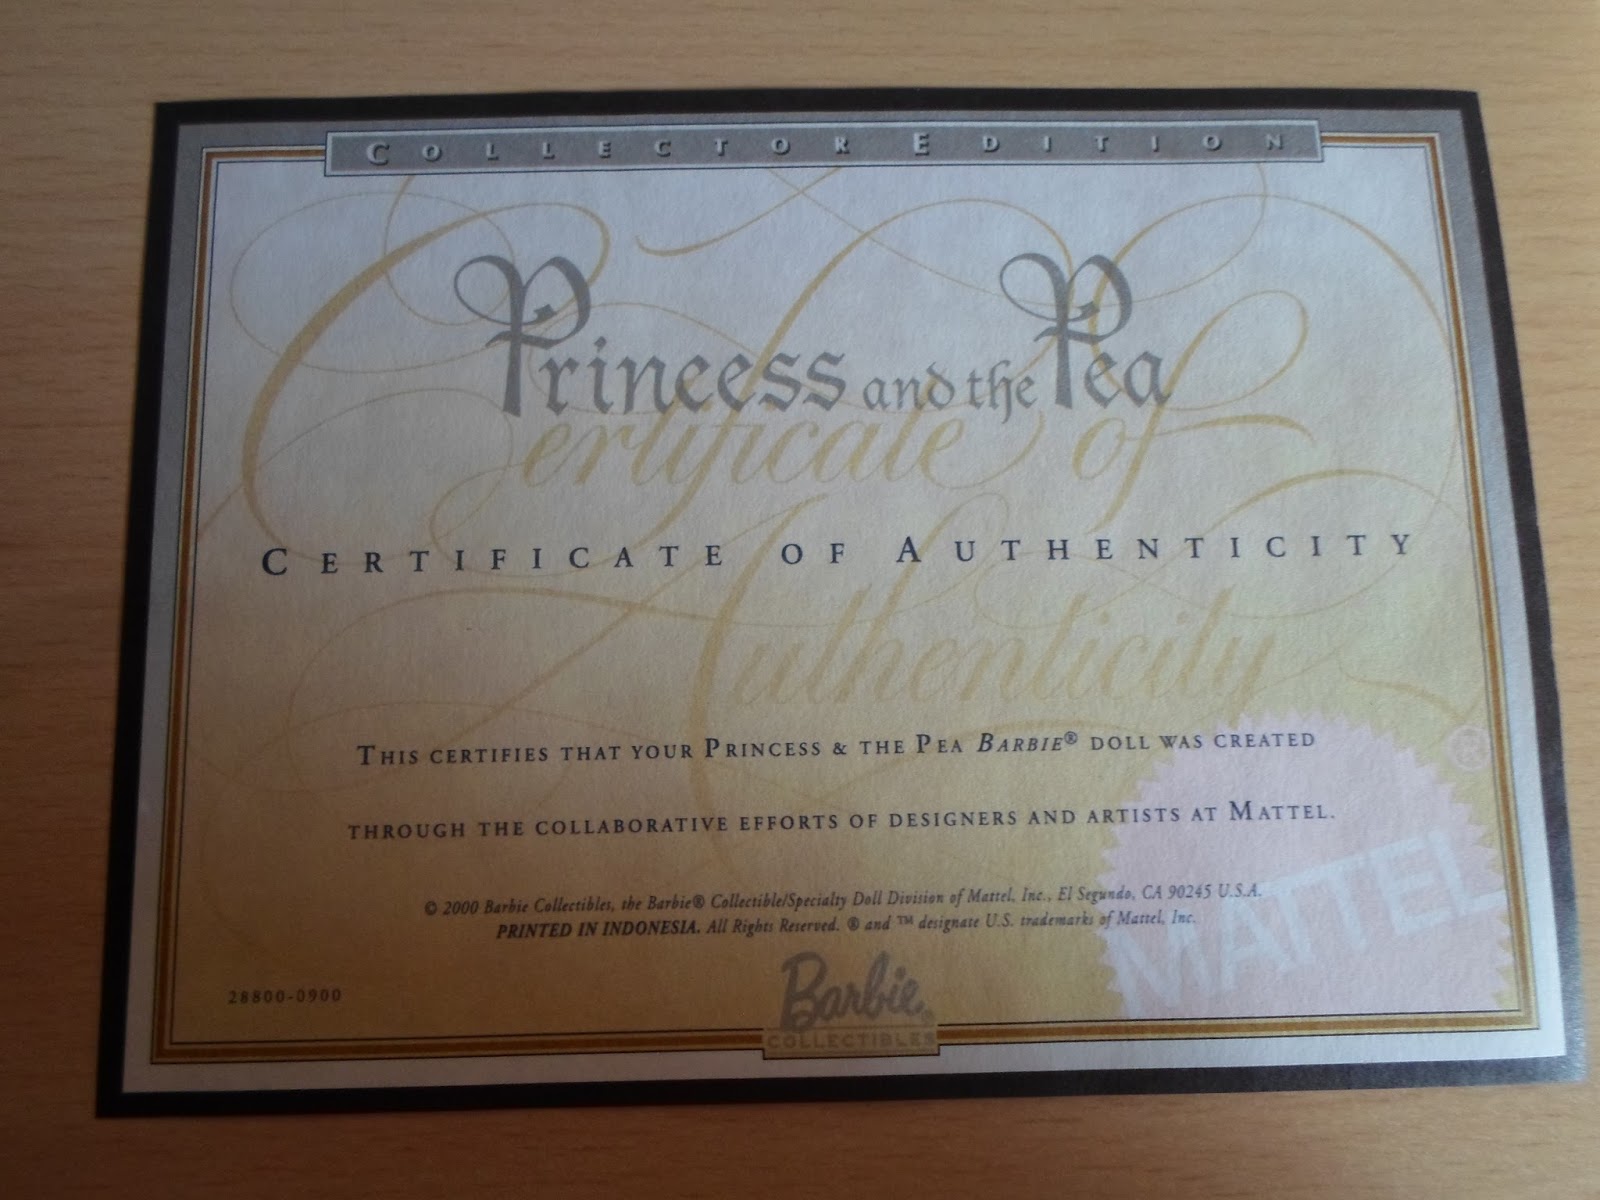 COLLECTOR EDITION
Princess and the Pea
Certificate of
CERTIFICATE OF AUTHENTICITY
Authenticity
THIS CERTIFIES THAT YOUR PRINCESS & THE PEA BARBIE® DOLL WAS CREATED
THROUGH THE COLLABORATIVE EFFORTS OF DESIGNERS AND ARTISTS AT MATTEL.
© 2000 Barbie Collectibles, the Barbie® Collectible/Specialty Doll Division of Mattel, Inc., El Segundo, CA 90245 U.S.A.
PRINTED IN INDONESIA. All Rights Reserved. ® and ™ designate U.S. trademarks of Mattel, Inc.
MATTEL®
28800-0900
Barbie®
COLLECTIBLES